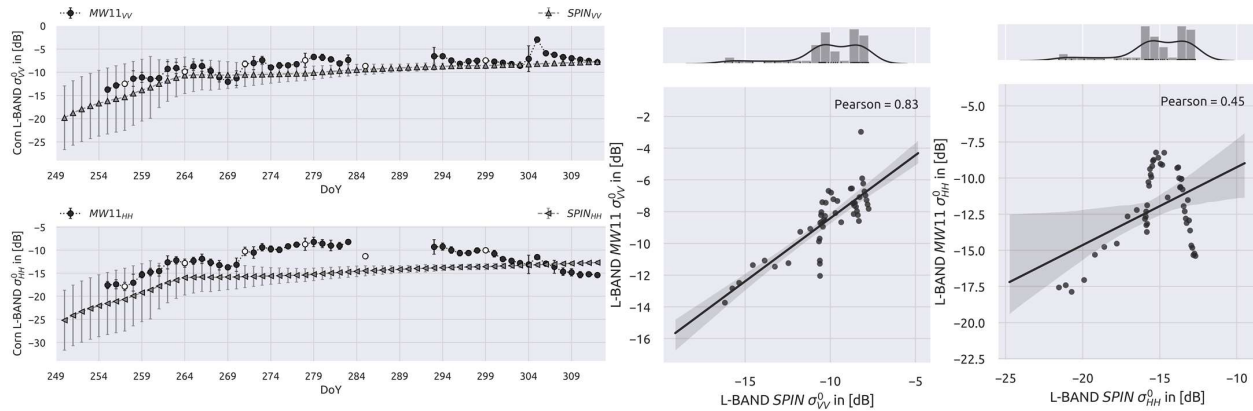 MW11VV
SPINVV
Corn L-BAND σ⁰VV [dB]
0
−5
−10
−15
−20
−25
249 254 259 264 269 274 279 284 289 294 299 304 309
DoY
MW11HH
SPINHH
Corn L-BAND σ⁰HH [dB]
−5
−10
−15
−20
−25
−30
249 254 259 264 269 274 279 284 289 294 299 304 309
DoY
Pearson = 0.83
L-BAND MW11 σ⁰VV in [dB]
−2
−4
−6
−8
−10
−12
−14
−16
−15 −10 −5
L-BAND SPIN σ⁰VV in [dB]
Pearson = 0.45
L-BAND MW11 σ⁰HH in [dB]
−5.0
−7.5
−10.0
−12.5
−15.0
−17.5
−20.0
−22.5
−25 −20 −15 −10
L-BAND SPIN σ⁰HH in [dB]